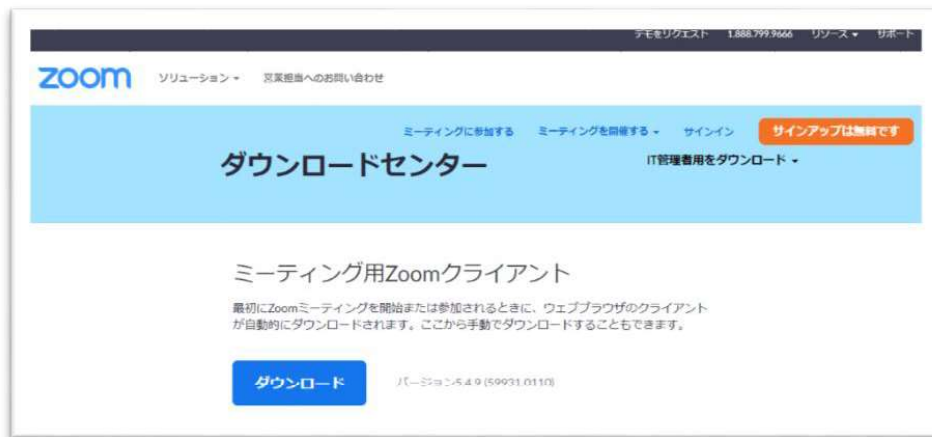 デモをリクエスト 1.888.799.9666 リソース サポート
zoom ソリューション 営業担当へのお問い合わせ
ミーティングに参加する ミーティングを開催する サインイン サインアップは無料です
ダウンロードセンター IT管理者用をダウンロード
ミーティング用Zoomクライアント
最初にZoomミーティングを開始または参加されるときに、ウェブブラウザのクライアント
が自動的にダウンロードされます。ここから手動でダウンロードすることもできます。
ダウンロード バージョン5.4.9 (59931.0110)